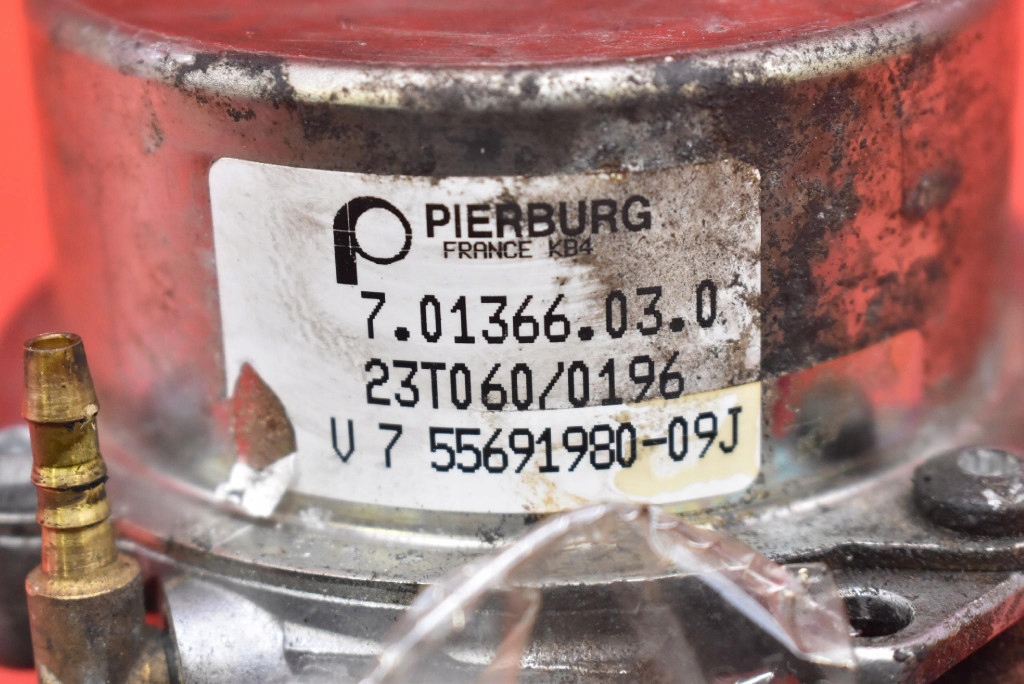 PIERBURG
FRANCE KB4
7.01366.03.0
23T060/0196
V 7 55691980-09J